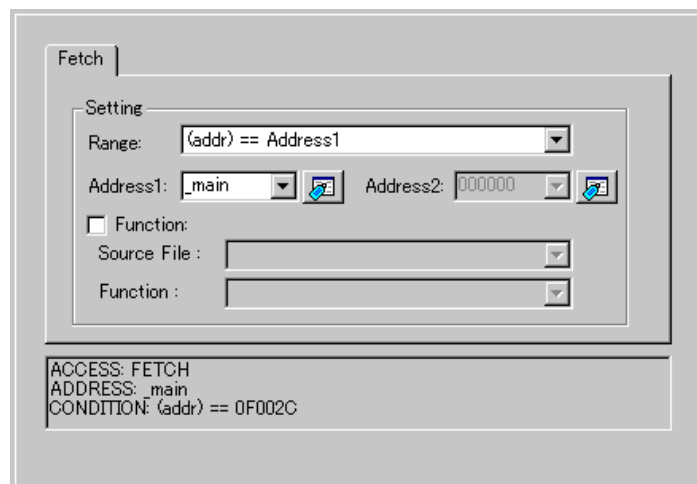 Fetch
Setting
Range: (addr) == Address1
Address1: _main Address2: 000000
Function:
Source File :
Function :
ACCESS: FETCH
ADDRESS: _main
CONDITION: (addr) == 0F002C